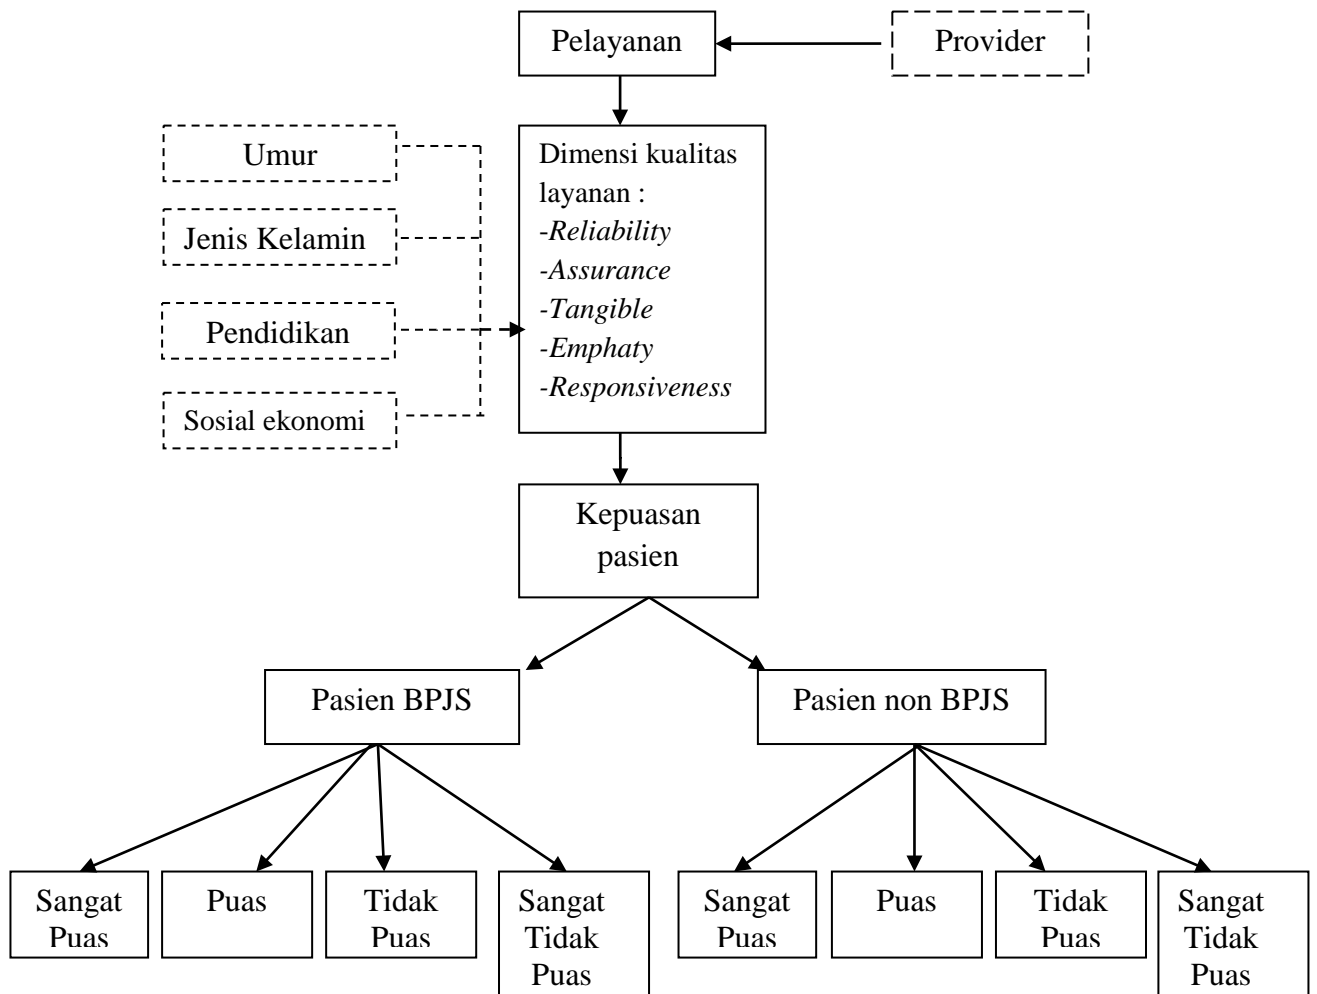 Pelayanan
Provider
Umur
Jenis Kelamin
Pendidikan
Sosial ekonomi
Dimensi kualitas
layanan :
-Reliability
-Assurance
-Tangible
-Emphaty
-Responsiveness
Kepuasan
pasien
Pasien BPJS
Pasien non BPJS
Sangat
Puas
Puas
Tidak
Puas
Sangat
Tidak
Puas
Sangat
Puas
Puas
Tidak
Puas
Sangat
Tidak
Puas